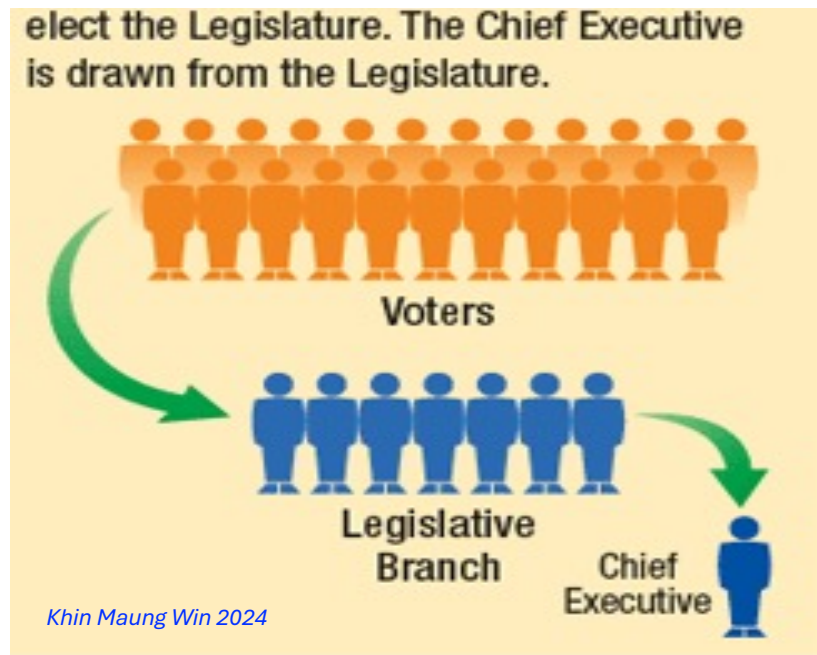 elect the Legislature. The Chief Executive
is drawn from the Legislature.
Voters
Legislative
Branch
Chief
Executive
Khin Maung Win 2024